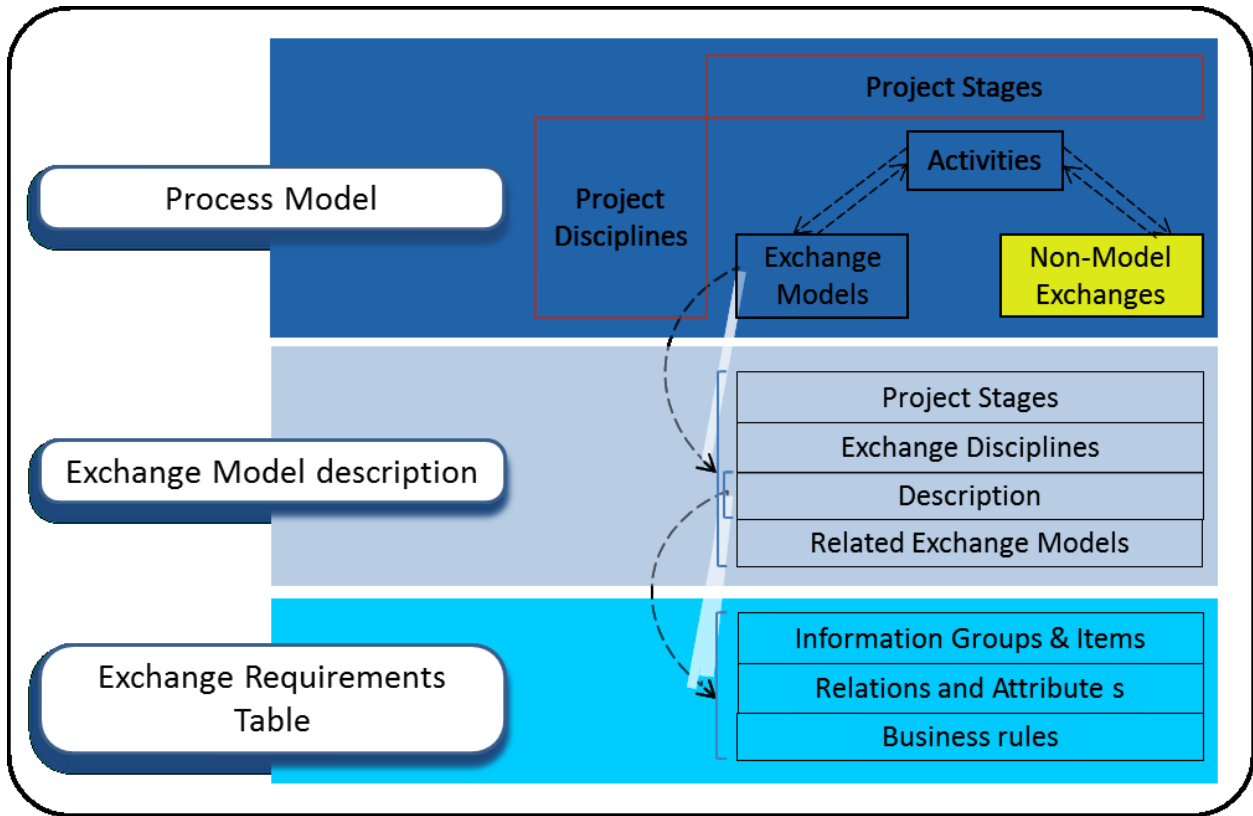 Project Stages
Activities
Process Model
Project
Disciplines
Exchange
Models
Non-Model
Exchanges
Project Stages
Exchange Disciplines
Exchange Model description
Description
Related Exchange Models
Information Groups & Items
Exchange Requirements
Table
Relations and Attribute s
Business rules